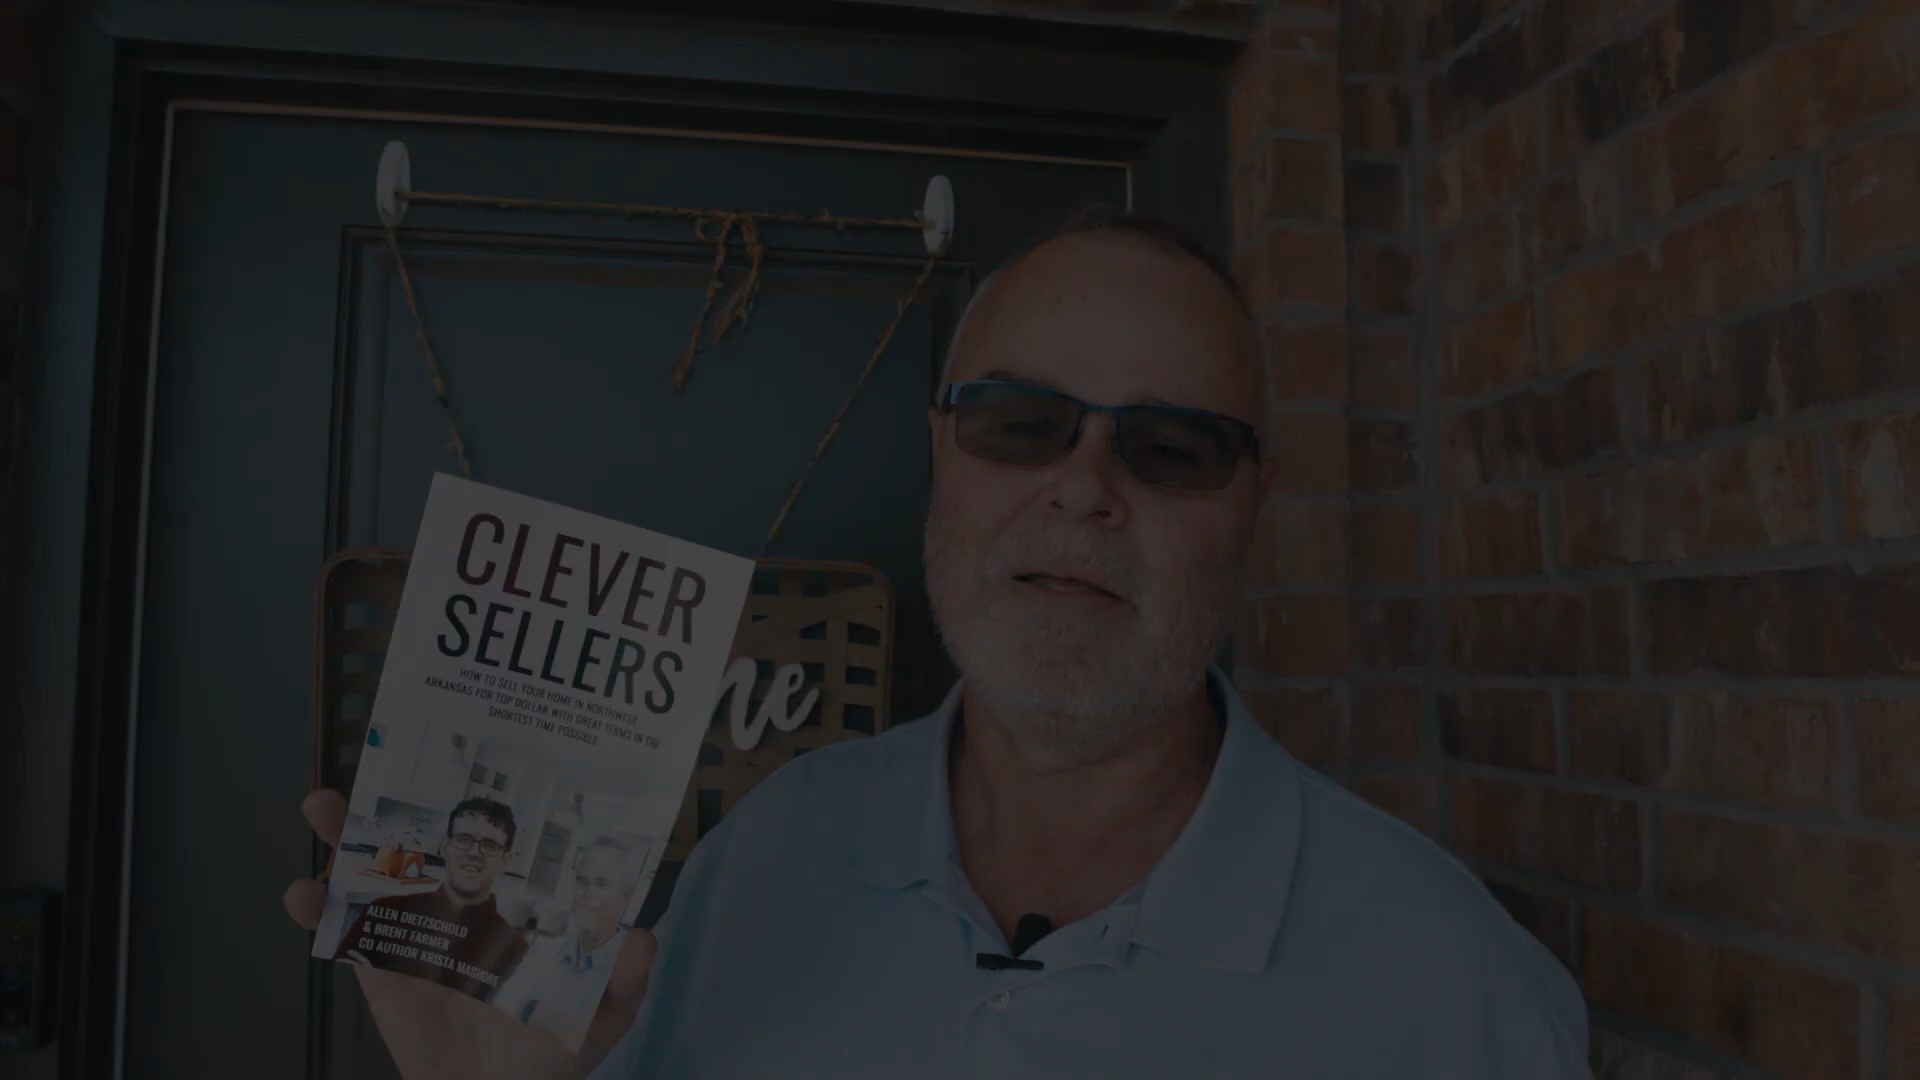 CLEVER
SELLERS
HOW TO SELL YOUR HOME IN NORTHWEST
ARKANSAS FOR TOP DOLLAR WITH GREAT TERMS IN THE
SHORTEST TIME POSSIBLE
ALLEN DIETZSCHOLD
& BRENT FARMER
CO AUTHOR KRISTA MASHORE
me